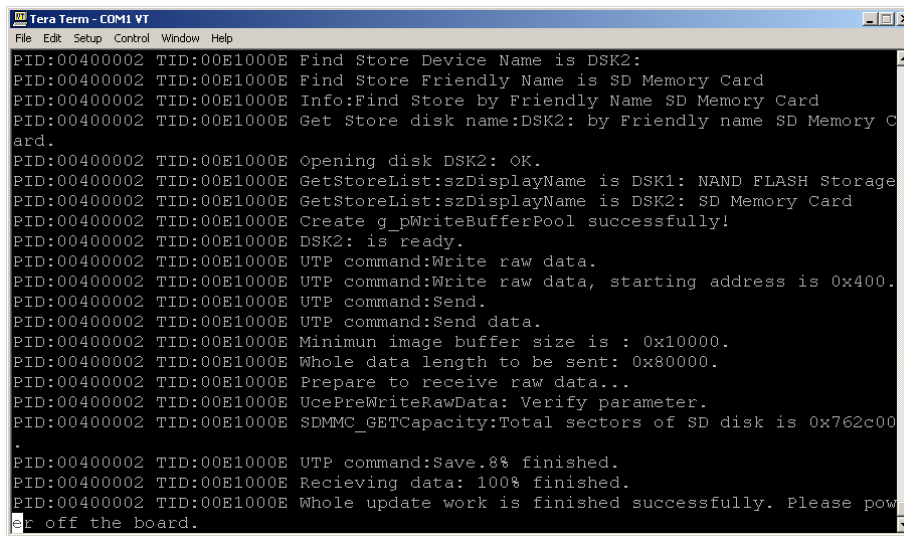 Tera Term - COM1 VT
File Edit Setup Control Window Help
PID:00400002 TID:00E1000E Find Store Device Name is DSK2:
PID:00400002 TID:00E1000E Find Store Friendly Name is SD Memory Card
PID:00400002 TID:00E1000E Info:Find Store by Friendly Name SD Memory Card
PID:00400002 TID:00E1000E Get Store disk name:DSK2: by Friendly name SD Memory C
ard.
PID:00400002 TID:00E1000E Opening disk DSK2: OK.
PID:00400002 TID:00E1000E GetStoreList:szDisplayName is DSK1: NAND FLASH Storage
PID:00400002 TID:00E1000E GetStoreList:szDisplayName is DSK2: SD Memory Card
PID:00400002 TID:00E1000E Create g_pWriteBufferPool successfully!
PID:00400002 TID:00E1000E DSK2: is ready.
PID:00400002 TID:00E1000E UTP command:Write raw data.
PID:00400002 TID:00E1000E UTP command:Write raw data, starting address is 0x400.
PID:00400002 TID:00E1000E UTP command:Send.
PID:00400002 TID:00E1000E UTP command:Send data.
PID:00400002 TID:00E1000E Minimun image buffer size is : 0x10000.
PID:00400002 TID:00E1000E Whole data length to be sent: 0x80000.
PID:00400002 TID:00E1000E Prepare to receive raw data...
PID:00400002 TID:00E1000E UcePreWriteRawData: Verify parameter.
PID:00400002 TID:00E1000E SDMMC_GETCapacity:Total sectors of SD disk is 0x762c00
.
PID:00400002 TID:00E1000E UTP command:Save.8% finished.
PID:00400002 TID:00E1000E Recieving data: 100% finished.
PID:00400002 TID:00E1000E Whole update work is finished successfully. Please pow
er off the board.